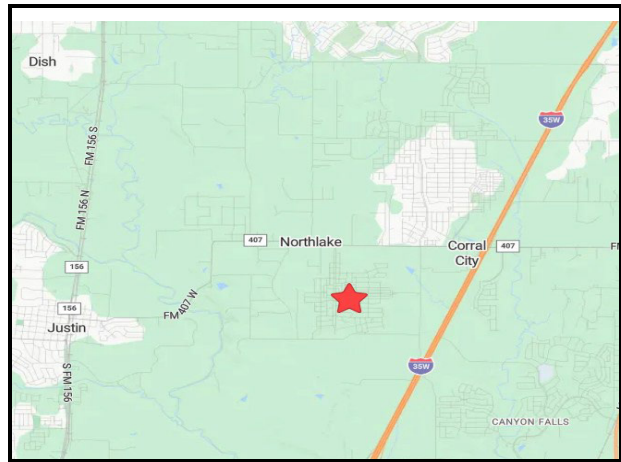 Dish
35W
FM 156 S
FM 156 N
407
Northlake
Corral
City
407
156
156
Justin
FM 407 W
S FM 156
35W
CANYON FALLS